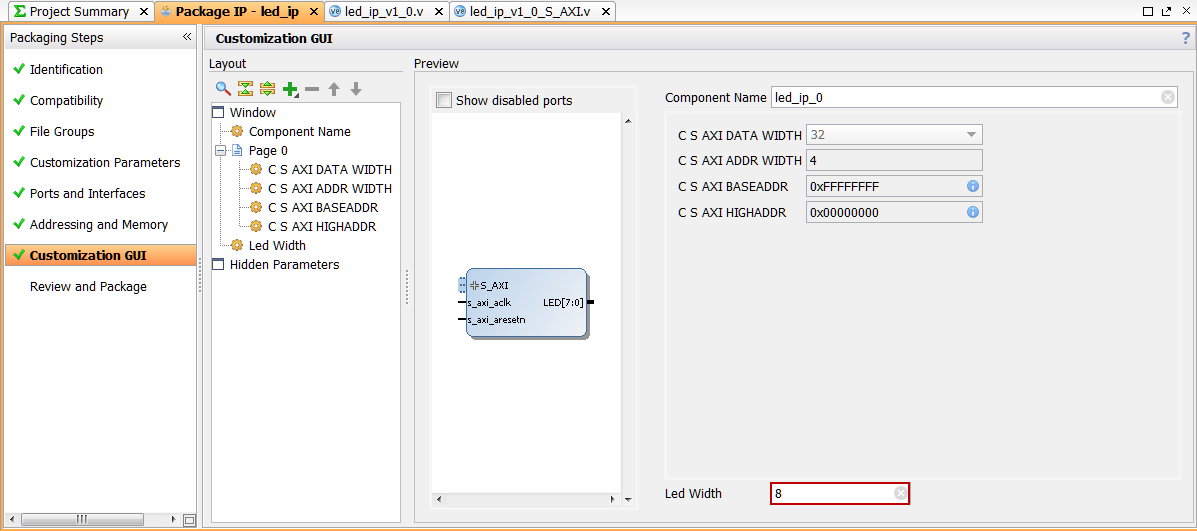 Project Summary
Package IP - led_ip
led_ip_v1_0.v
led_ip_v1_0_S_AXI.v
Packaging Steps
Identification
Compatibility
File Groups
Customization Parameters
Ports and Interfaces
Addressing and Memory
Customization GUI
Review and Package
Customization GUI
Layout
Window
Component Name
Page 0
C S AXI DATA WIDTH
C S AXI ADDR WIDTH
C S AXI BASEADDR
C S AXI HIGHADDR
Led Width
Hidden Parameters
Preview
Show disabled ports
S_AXI
s_axi_aclk LED[7:0]
s_axi_aresetn
Component Name led_ip_0
C S AXI DATA WIDTH 32
C S AXI ADDR WIDTH 4
C S AXI BASEADDR 0xFFFFFFFF
C S AXI HIGHADDR 0x00000000
Led Width 8